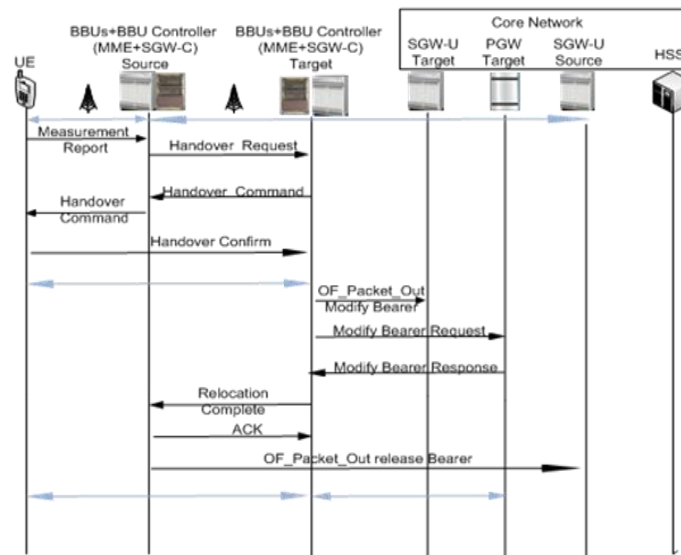 Core Network
BBUs+BBU Controller
(MME+SGW-C)
Source
BBUs+BBU Controller
(MME+SGW-C)
Target
SGW-U
Target
PGW
Target
SGW-U
Source
HSS
UE
Measurement
Report
Handover Request
Handover Command
Handover
Command
Handover Confirm
OF_Packet_Out
Modify Bearer
Modify Bearer Request
Modify Bearer Response
Relocation
Complete
ACK
OF_Packet_Out release Bearer